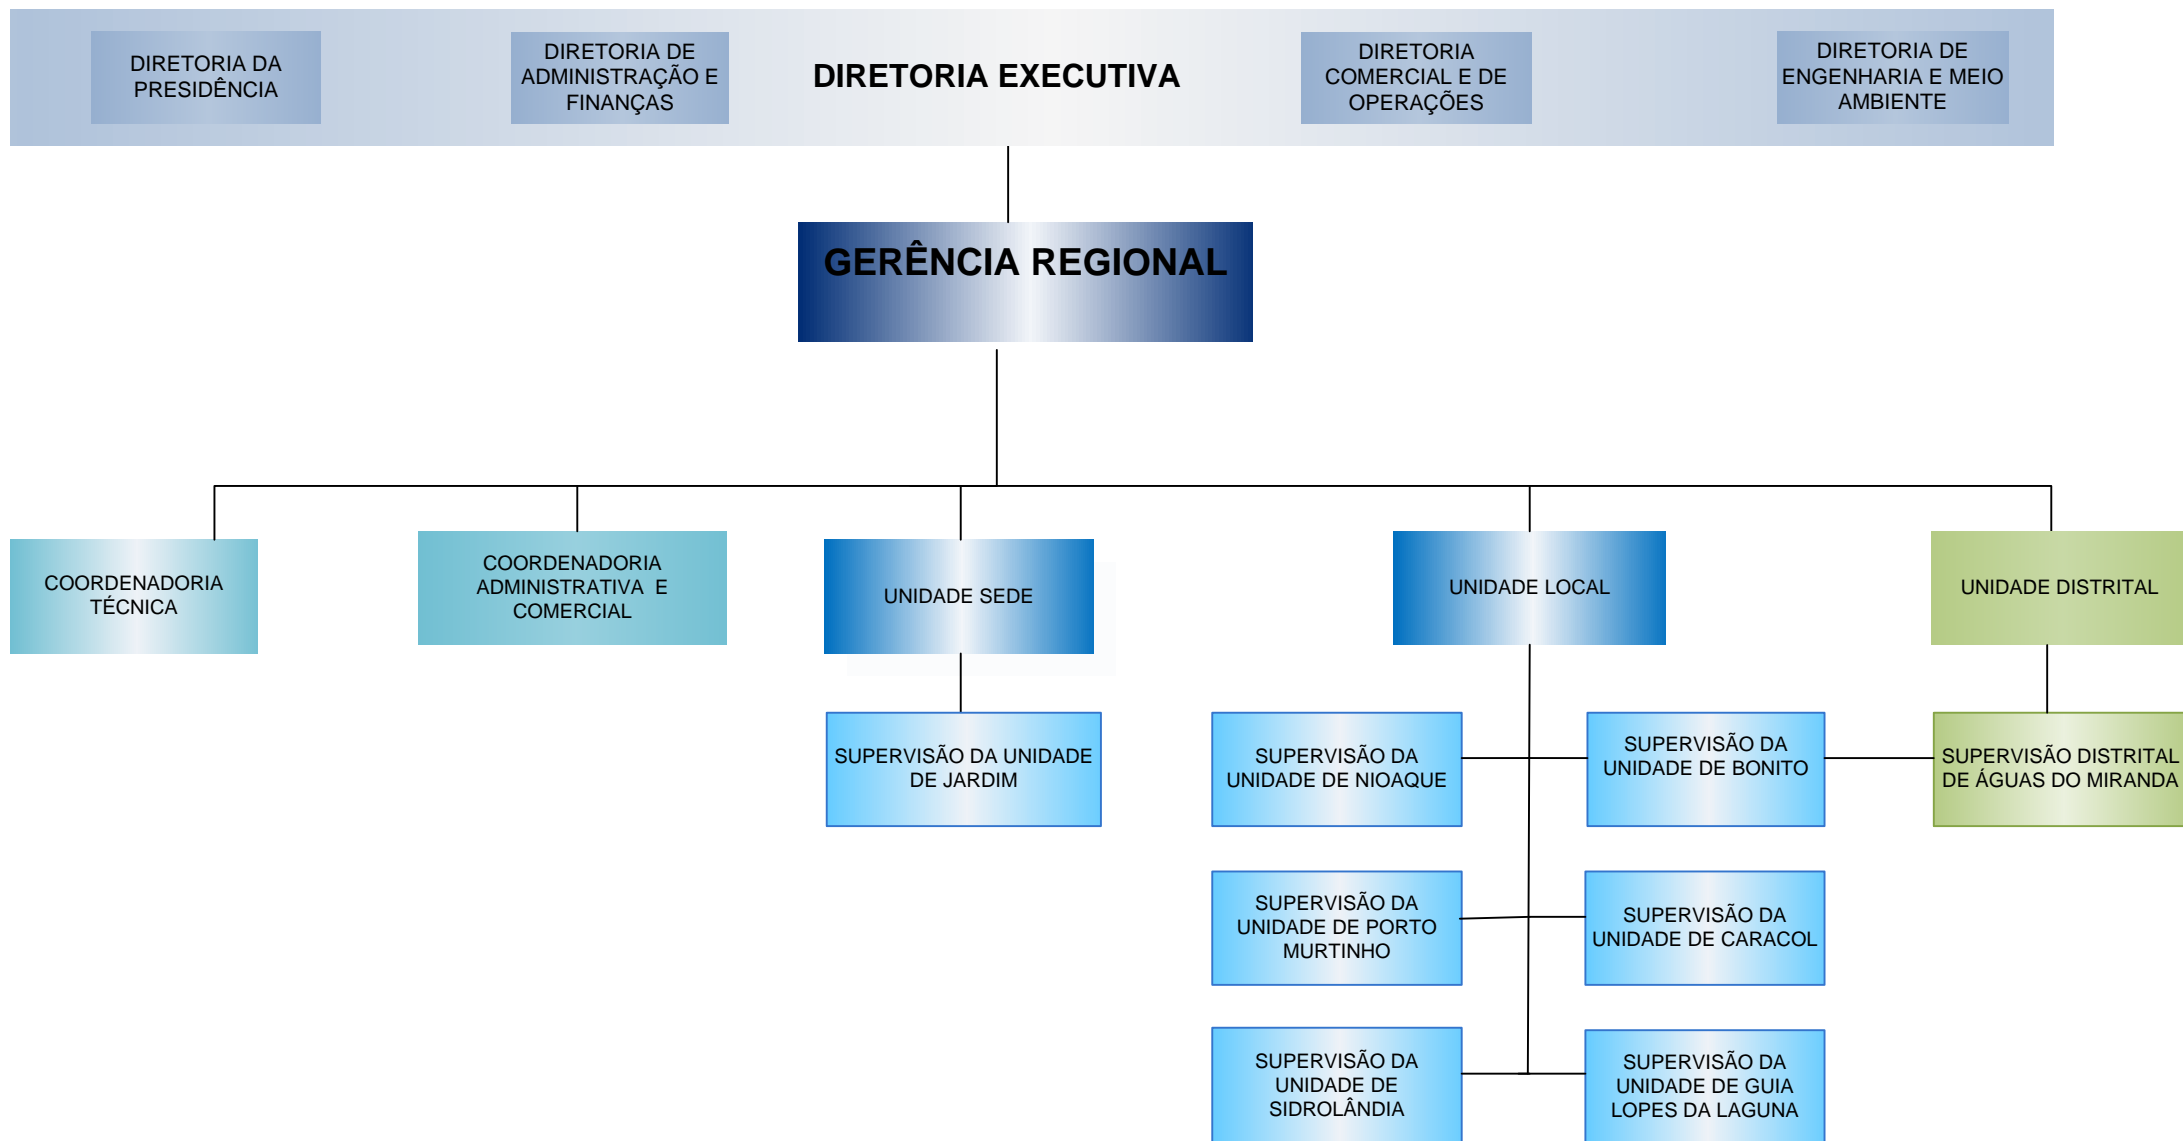 DIRETORIA DA
PRESIDÊNCIA
DIRETORIA DE
ADMINISTRAÇÃO E
FINANÇAS
DIRETORIA EXECUTIVA
DIRETORIA
COMERCIAL E DE
OPERAÇÕES
DIRETORIA DE
ENGENHARIA E MEIO
AMBIENTE
GERÊNCIA REGIONAL
COORDENADORIA
TÉCNICA
COORDENADORIA
ADMINISTRATIVA E
COMERCIAL
UNIDADE SEDE
UNIDADE LOCAL
UNIDADE DISTRITAL
SUPERVISÃO DA UNIDADE
DE JARDIM
SUPERVISÃO DA
UNIDADE DE NIOAQUE
SUPERVISÃO DA
UNIDADE DE BONITO
SUPERVISÃO DISTRITAL
DE ÁGUAS DO MIRANDA
SUPERVISÃO DA
UNIDADE DE PORTO
MURTINHO
SUPERVISÃO DA
UNIDADE DE CARACOL
SUPERVISÃO DA
UNIDADE DE
SIDROLÂNDIA
SUPERVISÃO DA
UNIDADE DE GUIA
LOPES DA LAGUNA